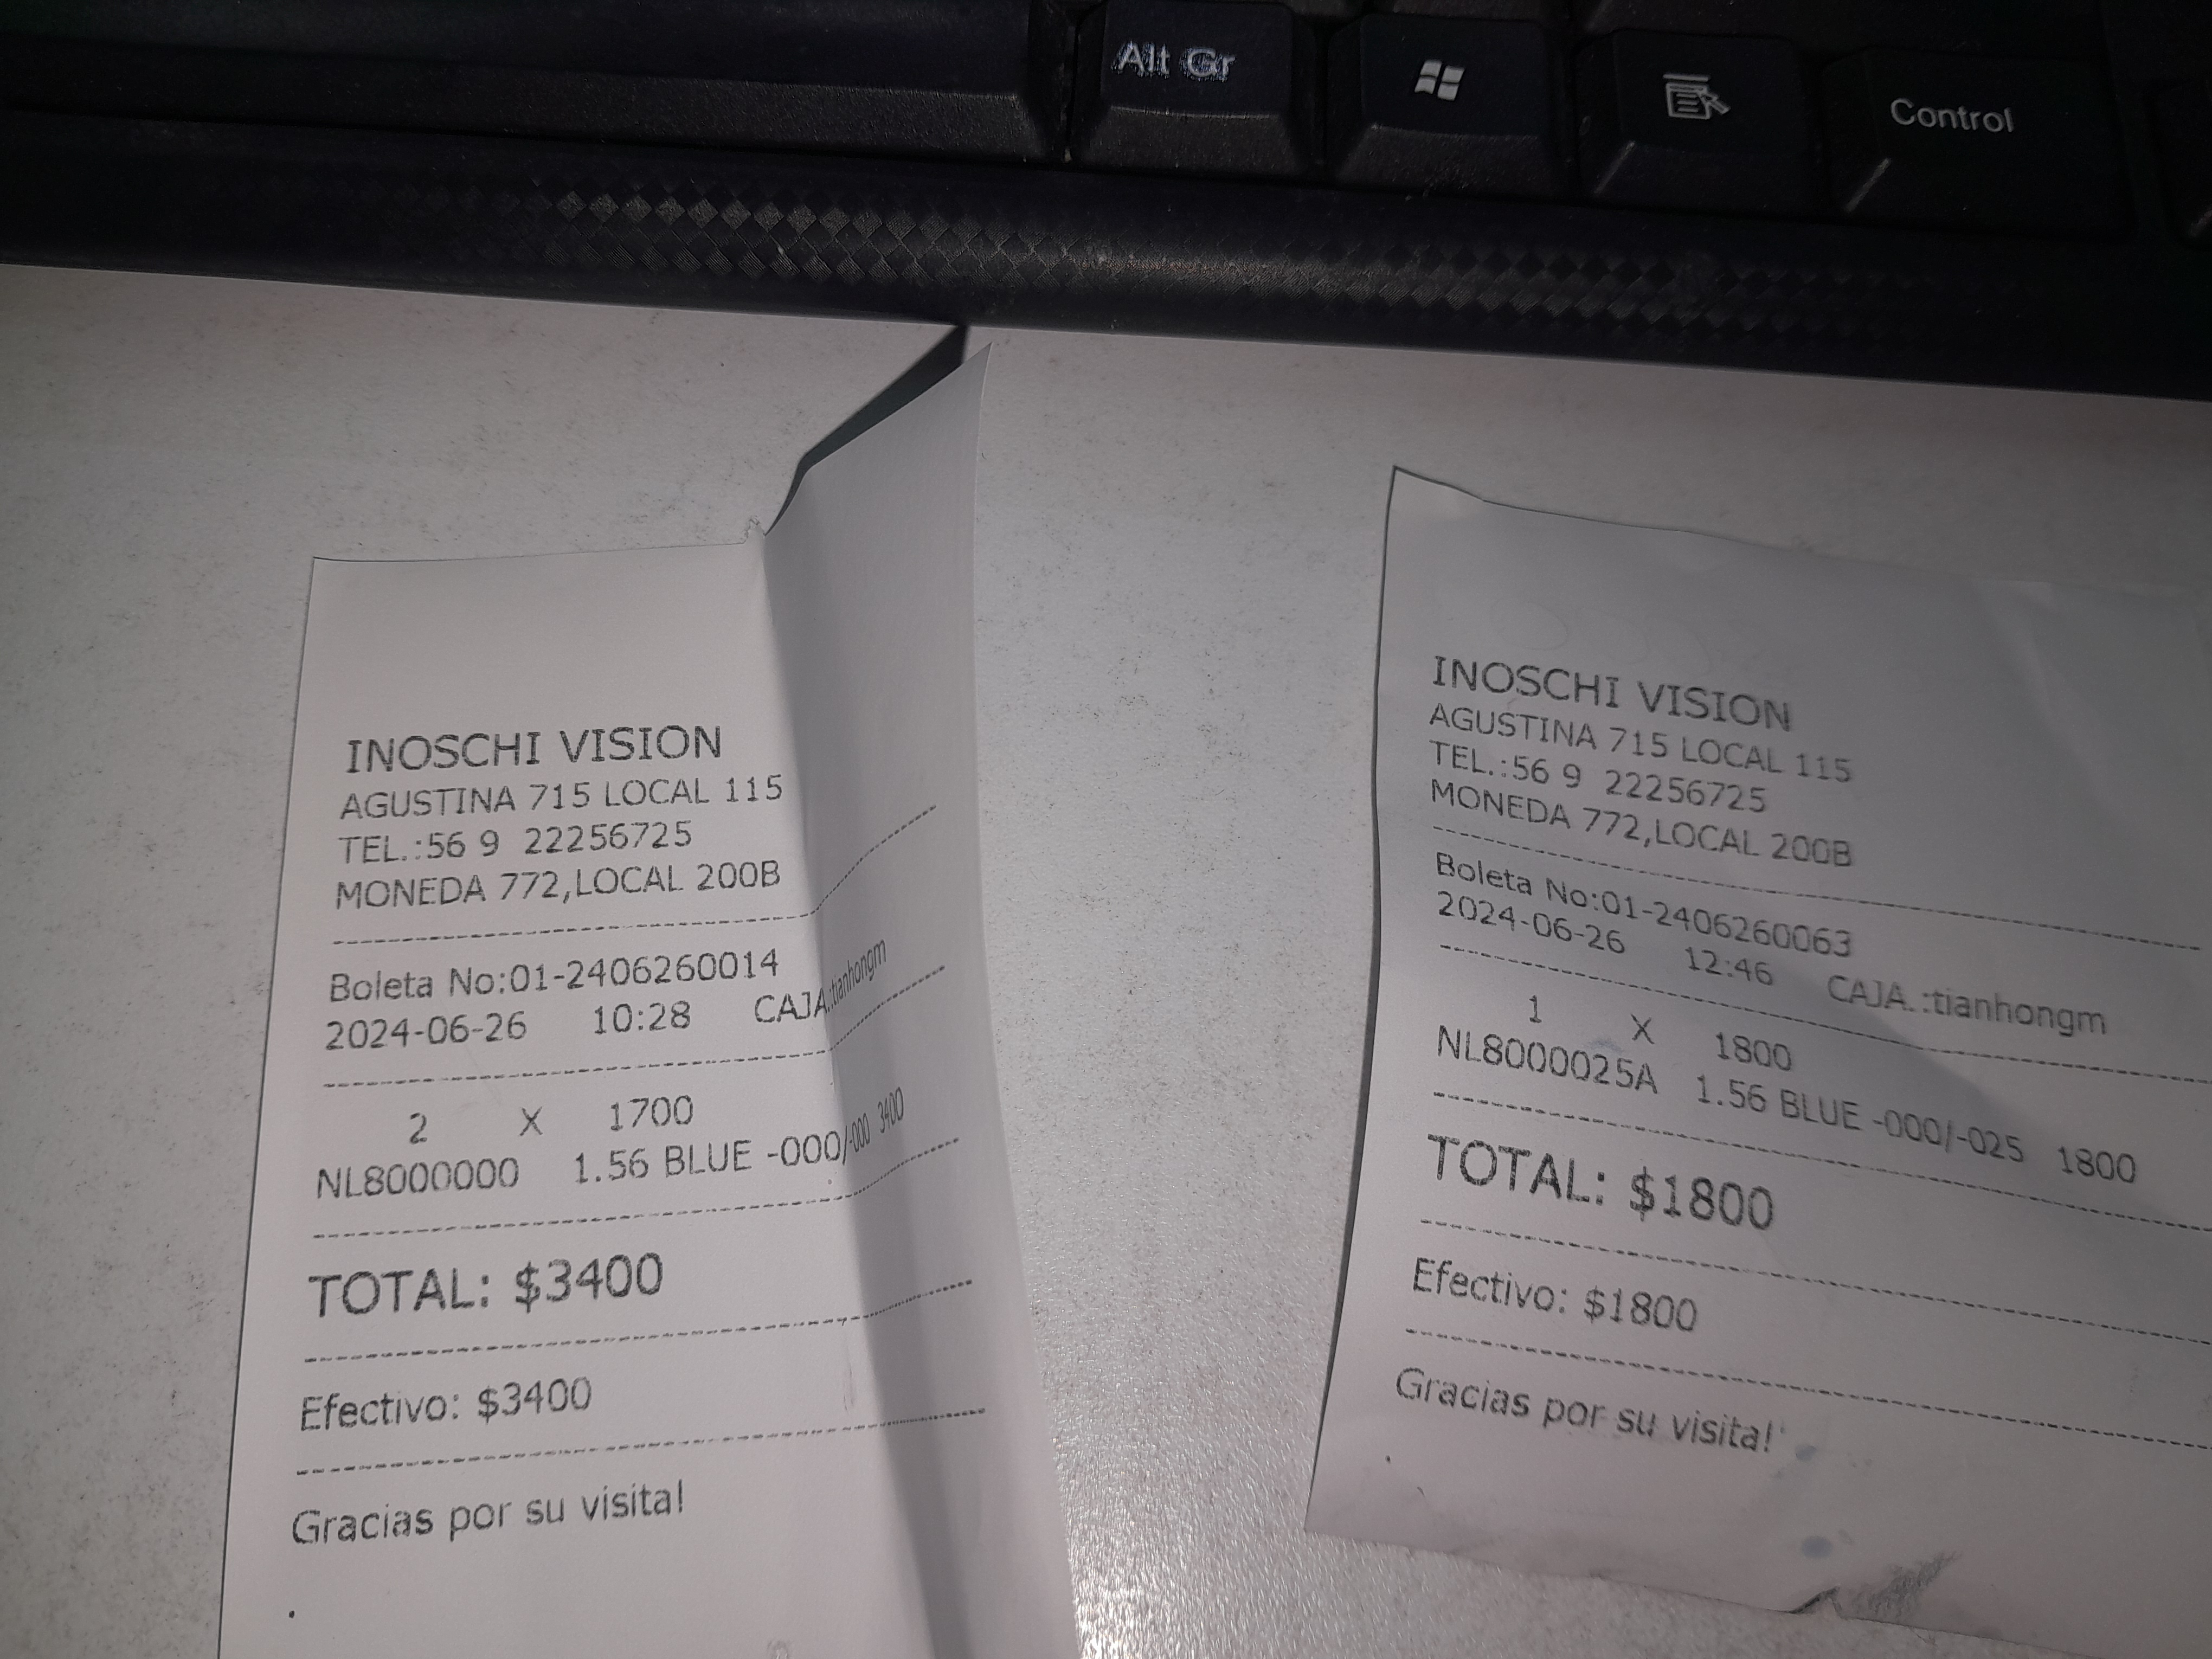 INOSCHI VISION
AGUSTINA 715 LOCAL 115
TEL.:56 9 22256725
MONEDA 772,LOCAL 200B
Boleta No:01-2406260014
2024-06-26 10:28 CAJA.:tianhongm
2 X 1700
NL8000000 1.56 BLUE -000/-000 3400
TOTAL: $3400
Efectivo: $3400
Gracias por su visita!
INOSCHI VISION
AGUSTINA 715 LOCAL 115
TEL.:56 9 22256725
MONEDA 772,LOCAL 200B
Boleta No:01-2406260063
2024-06-26 12:46 CAJA.:tianhongm
1 X 1800
NL8000025A 1.56 BLUE -000/-025 1800
TOTAL: $1800
Efectivo: $1800
Gracias por su visita!
Alt Gr
Control